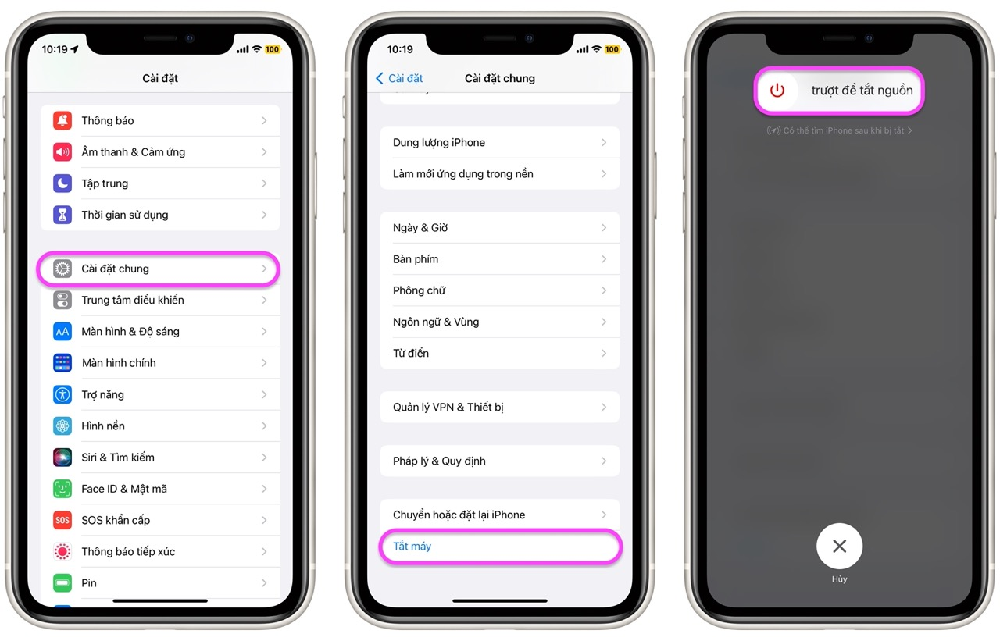 10:19
100
Cài đặt
Thông báo
Âm thanh & Cảm ứng
Tập trung
Thời gian sử dụng
Cài đặt chung
Trung tâm điều khiển
AA
Màn hình & Độ sáng
Màn hình chính
Trợ năng
Hình nền
Siri & Tìm kiếm
Face ID & Mật mã
SOS
SOS khẩn cấp
Thông báo tiếp xúc
Pin
10:19
100
Cài đặt
Cài đặt chung
Dung lượng iPhone
Làm mới ứng dụng trong nền
Ngày & Giờ
Bàn phím
Phông chữ
Ngôn ngữ & Vùng
Từ điển
Quản lý VPN & Thiết bị
Pháp lý & Quy định
Chuyển hoặc đặt lại iPhone
Tắt máy
trượt để tắt nguồn
Có thể tìm iPhone sau khi bị tắt
Hủy